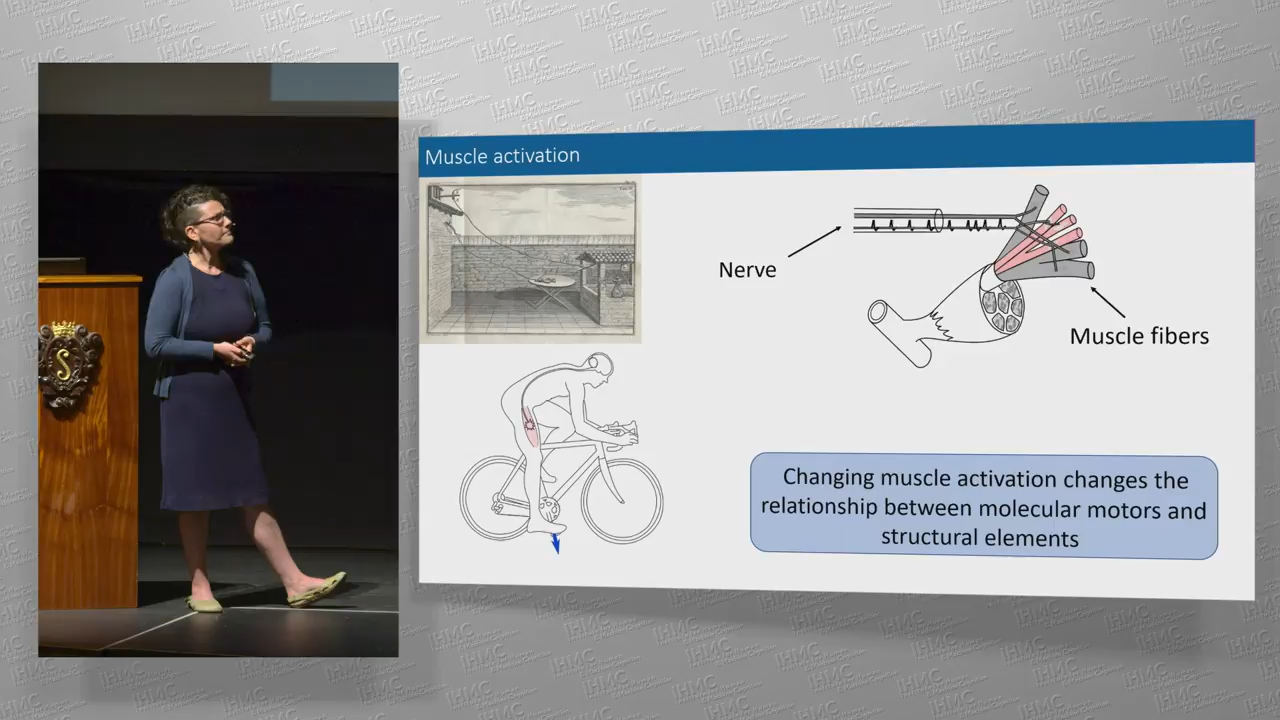 Muscle activation
Nerve
Muscle fibers
Changing muscle activation changes the
relationship between molecular motors and
structural elements
S
IHMC